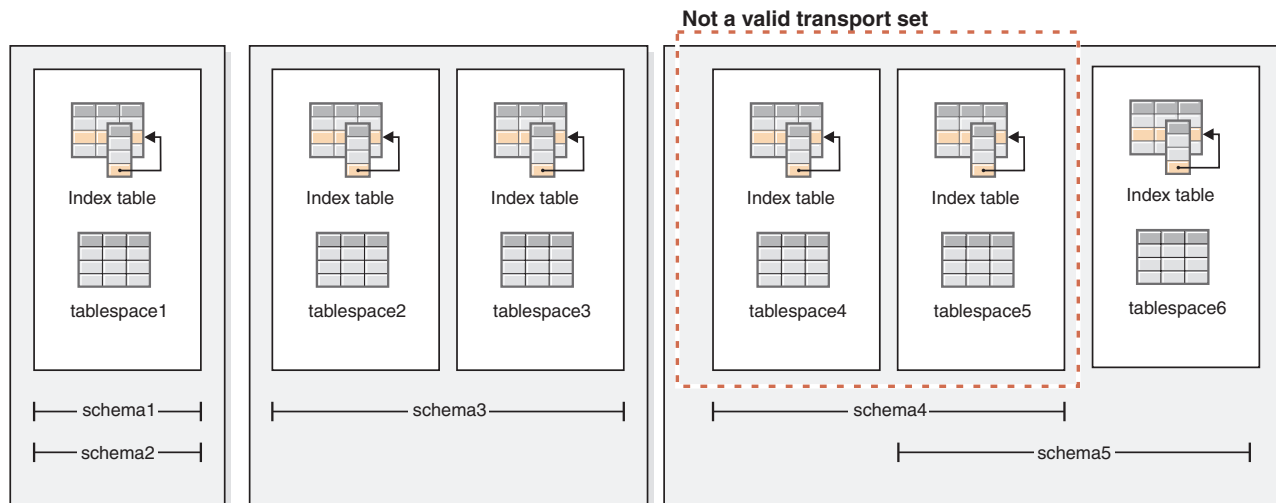 Not a valid transport set
Index table
Index table
Index table
Index table
Index table
Index table
tablespace1
tablespace2
tablespace3
tablespace4
tablespace5
tablespace6
schema1
schema3
schema4
schema2
schema5